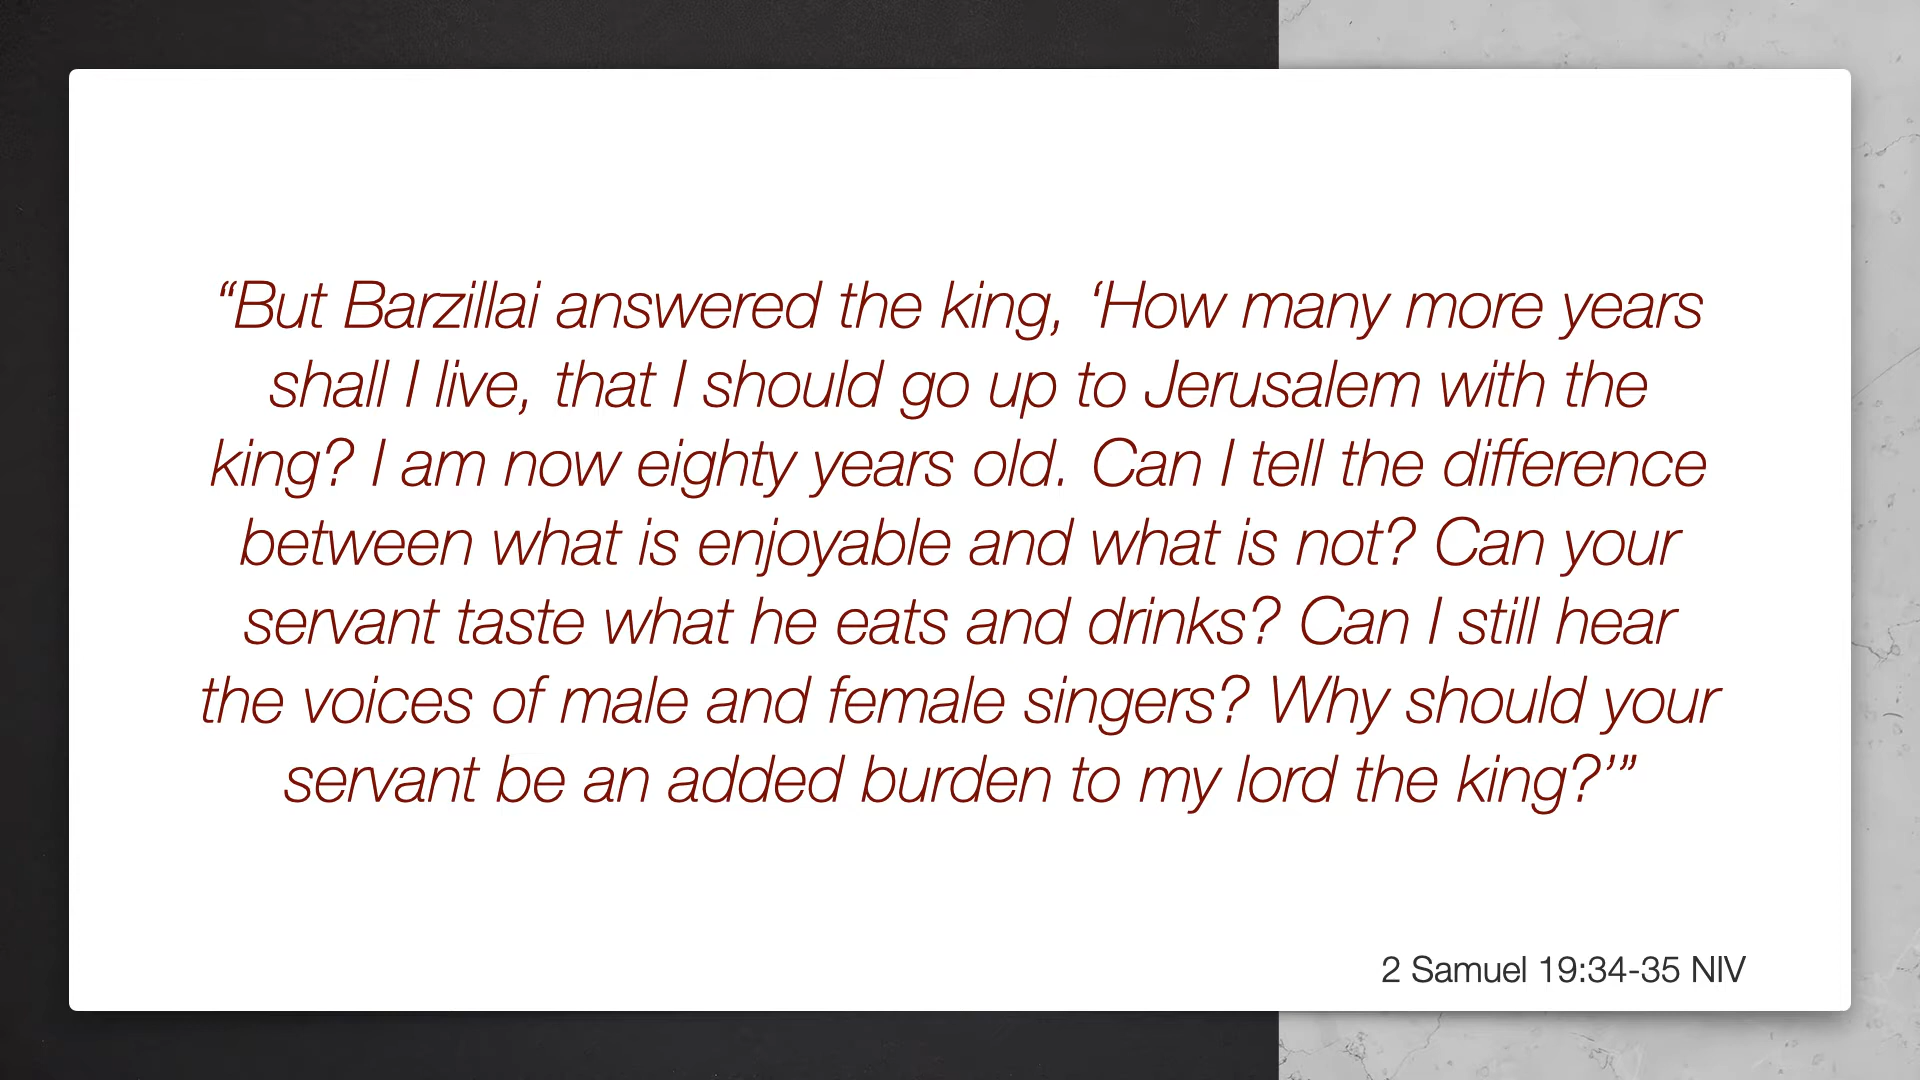 “But Barzillai answered the king, ‘How many more years
shall I live, that I should go up to Jerusalem with the
king? I am now eighty years old. Can I tell the difference
between what is enjoyable and what is not? Can your
servant taste what he eats and drinks? Can I still hear
the voices of male and female singers? Why should your
servant be an added burden to my lord the king?’”
2 Samuel 19:34-35 NIV